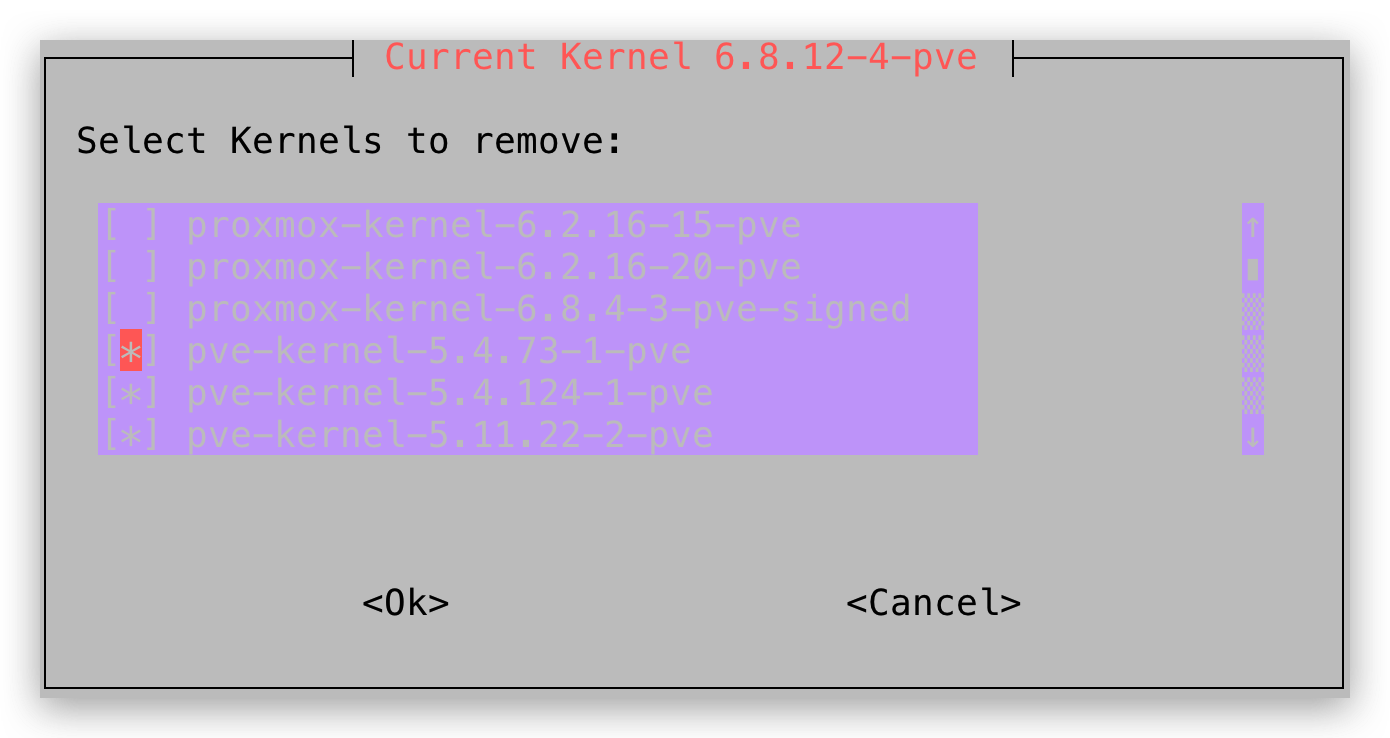 Current Kernel 6.8.12-4-pve
Select Kernels to remove:
[ ] proxmox-kernel-6.2.16-15-pve
[ ] proxmox-kernel-6.2.16-20-pve
[ ] proxmox-kernel-6.8.4-3-pve-signed
[*] pve-kernel-5.4.73-1-pve
[*] pve-kernel-5.4.124-1-pve
[*] pve-kernel-5.11.22-2-pve
<Ok> <Cancel>